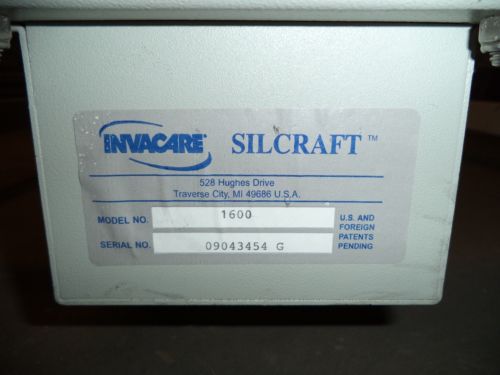 INVACARE® SILCRAFT™
528 Hughes Drive
Traverse City, MI 49686 U.S.A.
MODEL NO. 1600
SERIAL NO. 09043454 G
U.S. AND
FOREIGN
PATENTS
PENDING